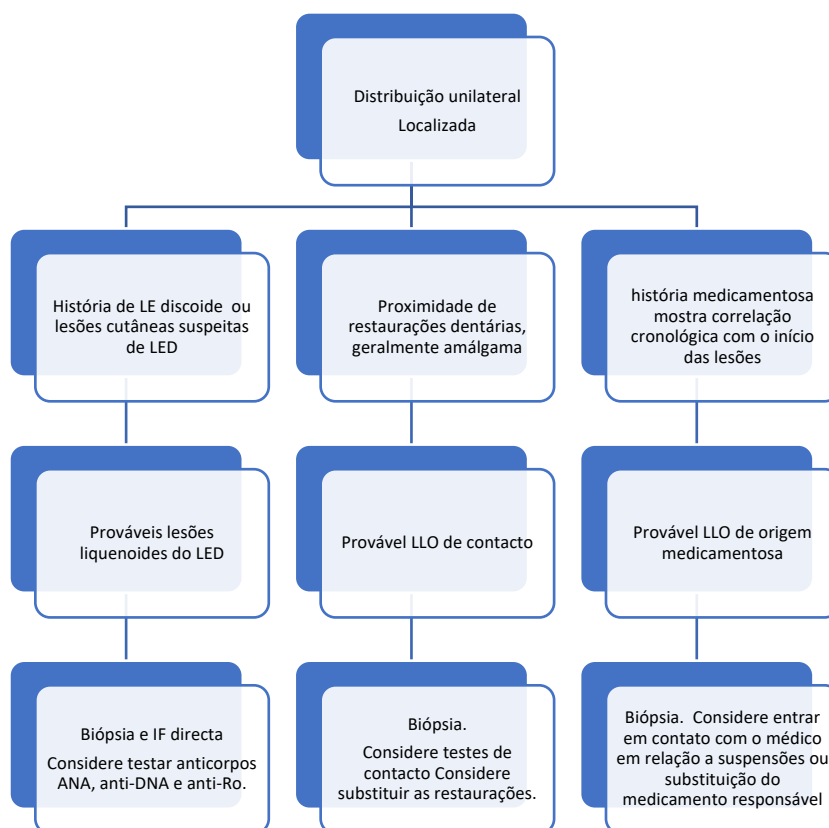 Distribuição unilateral
Localizada
História de LE discoide ou
lesões cutâneas suspeitas
de LED
Proximidade de
restaurações dentárias,
geralmente amálgama
história medicamentosa
mostra correlação
cronológica com o início
das lesões
Prováveis lesões
liquenoides do LED
Provável LLO de contacto
Provável LLO de origem
medicamentosa
Biópsia e IF directa
Considere testar anticorpos
ANA, anti-DNA e anti-Ro.
Biópsia.
Considere testes de
contacto Considere
substituir as restaurações.
Biópsia. Considere entrar
em contato com o médico
em relação a suspensões ou
substituição do
medicamento responsável